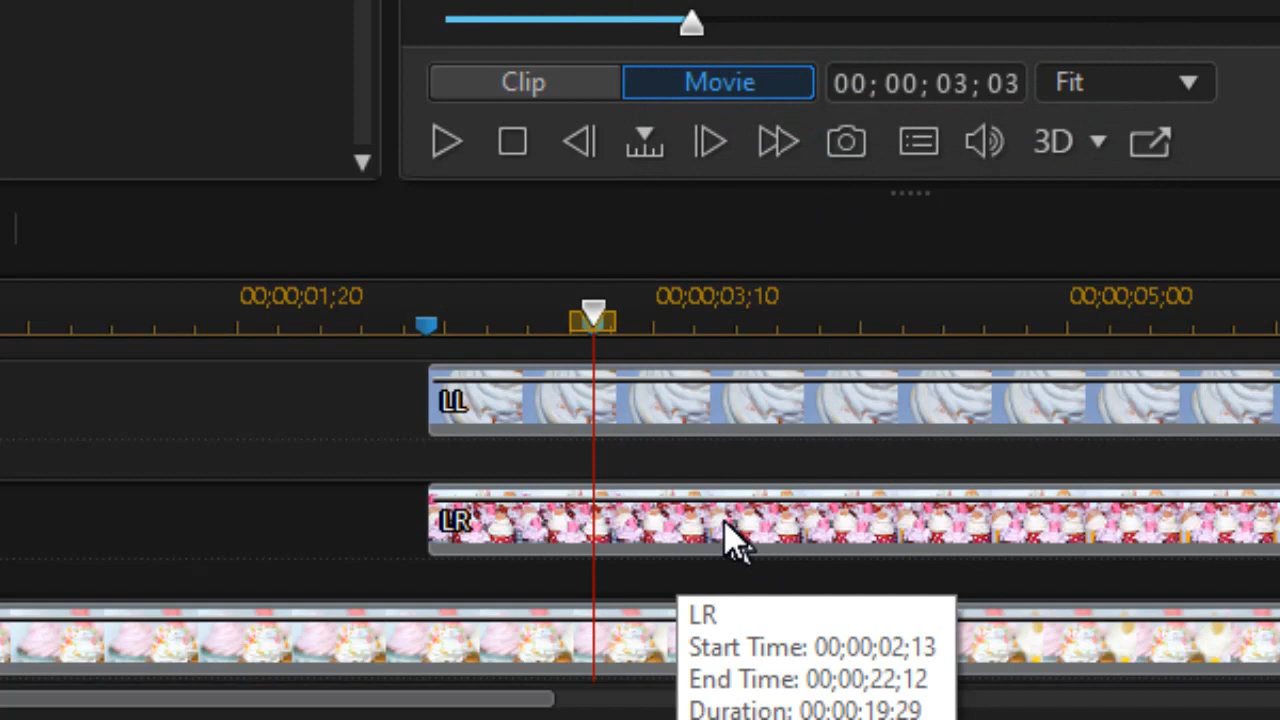 Clip Movie 00; 00; 03; 03 Fit
3D
00;00;01;20 00;00;03;10 00;00;05;00
LL
LR
LR
Start Time: 00;00;02;13
End Time: 00;00;22;12
Duration: 00;00;19;29